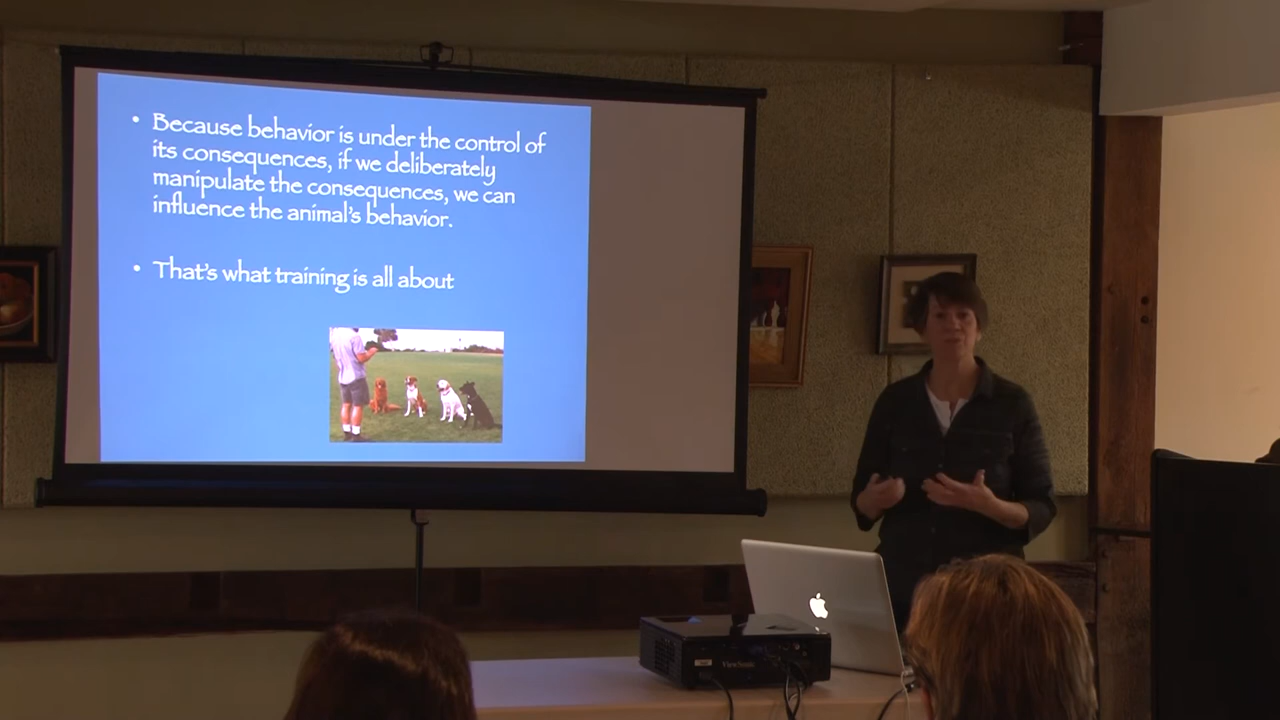 • Because behavior is under the control of
its consequences, if we deliberately
manipulate the consequences, we can
influence the animal's behavior.
• That's what training is all about
ViewSonic